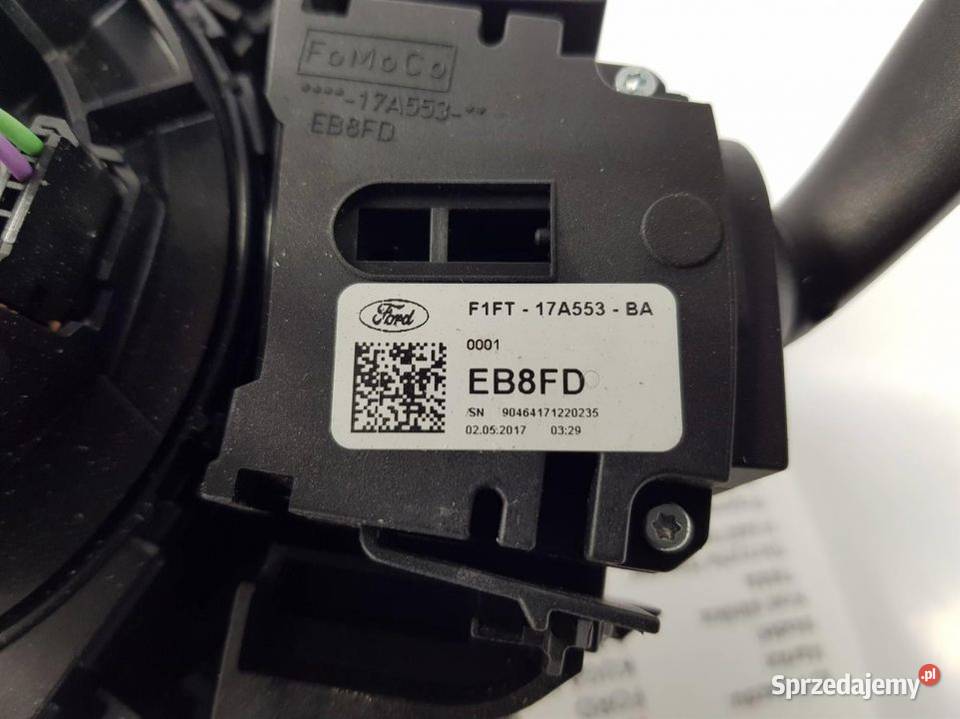 FoMoCo
****-17A553-**
EB8FD
Ford
F1FT - 17A553 - BA
0001
EB8FD
SN 90464171220235
02.05.2017 03:29
Sprzedajemy.pl